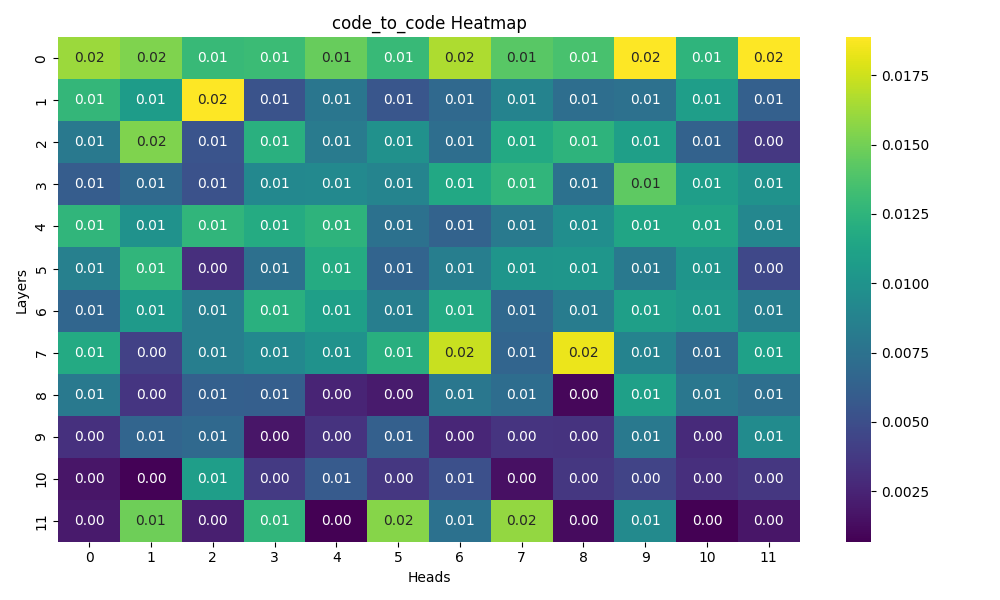 code_to_code Heatmap
0 0.02 0.02 0.01 0.01 0.01 0.01 0.02 0.01 0.01 0.02 0.01 0.02
1 0.01 0.01 0.02 0.01 0.01 0.01 0.01 0.01 0.01 0.01 0.01 0.01
2 0.01 0.02 0.01 0.01 0.01 0.01 0.01 0.01 0.01 0.01 0.01 0.00
3 0.01 0.01 0.01 0.01 0.01 0.01 0.01 0.01 0.01 0.01 0.01 0.01
4 0.01 0.01 0.01 0.01 0.01 0.01 0.01 0.01 0.01 0.01 0.01 0.01
5 0.01 0.01 0.00 0.01 0.01 0.01 0.01 0.01 0.01 0.01 0.01 0.00
6 0.01 0.01 0.01 0.01 0.01 0.01 0.01 0.01 0.01 0.01 0.01 0.01
7 0.01 0.00 0.01 0.01 0.01 0.01 0.02 0.01 0.02 0.01 0.01 0.01
8 0.01 0.00 0.01 0.01 0.00 0.00 0.01 0.01 0.00 0.01 0.01 0.01
9 0.00 0.01 0.01 0.00 0.00 0.01 0.00 0.00 0.00 0.01 0.00 0.01
10 0.00 0.00 0.01 0.00 0.01 0.00 0.01 0.00 0.00 0.00 0.00 0.00
11 0.00 0.01 0.00 0.01 0.00 0.02 0.01 0.02 0.00 0.01 0.00 0.00
0 1 2 3 4 5 6 7 8 9 10 11
Heads
Layers
0.0175
0.0150
0.0125
0.0100
0.0075
0.0050
0.0025